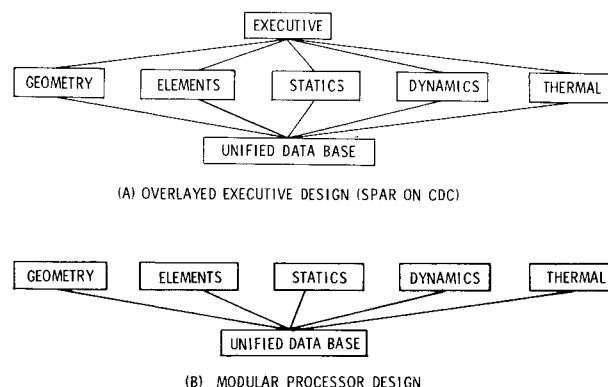 EXECUTIVE
GEOMETRY ELEMENTS STATICS DYNAMICS THERMAL
UNIFIED DATA BASE
(A) OVERLAYED EXECUTIVE DESIGN (SPAR ON CDC)
GEOMETRY ELEMENTS STATICS DYNAMICS THERMAL
UNIFIED DATA BASE
(B) MODULAR PROCESSOR DESIGN